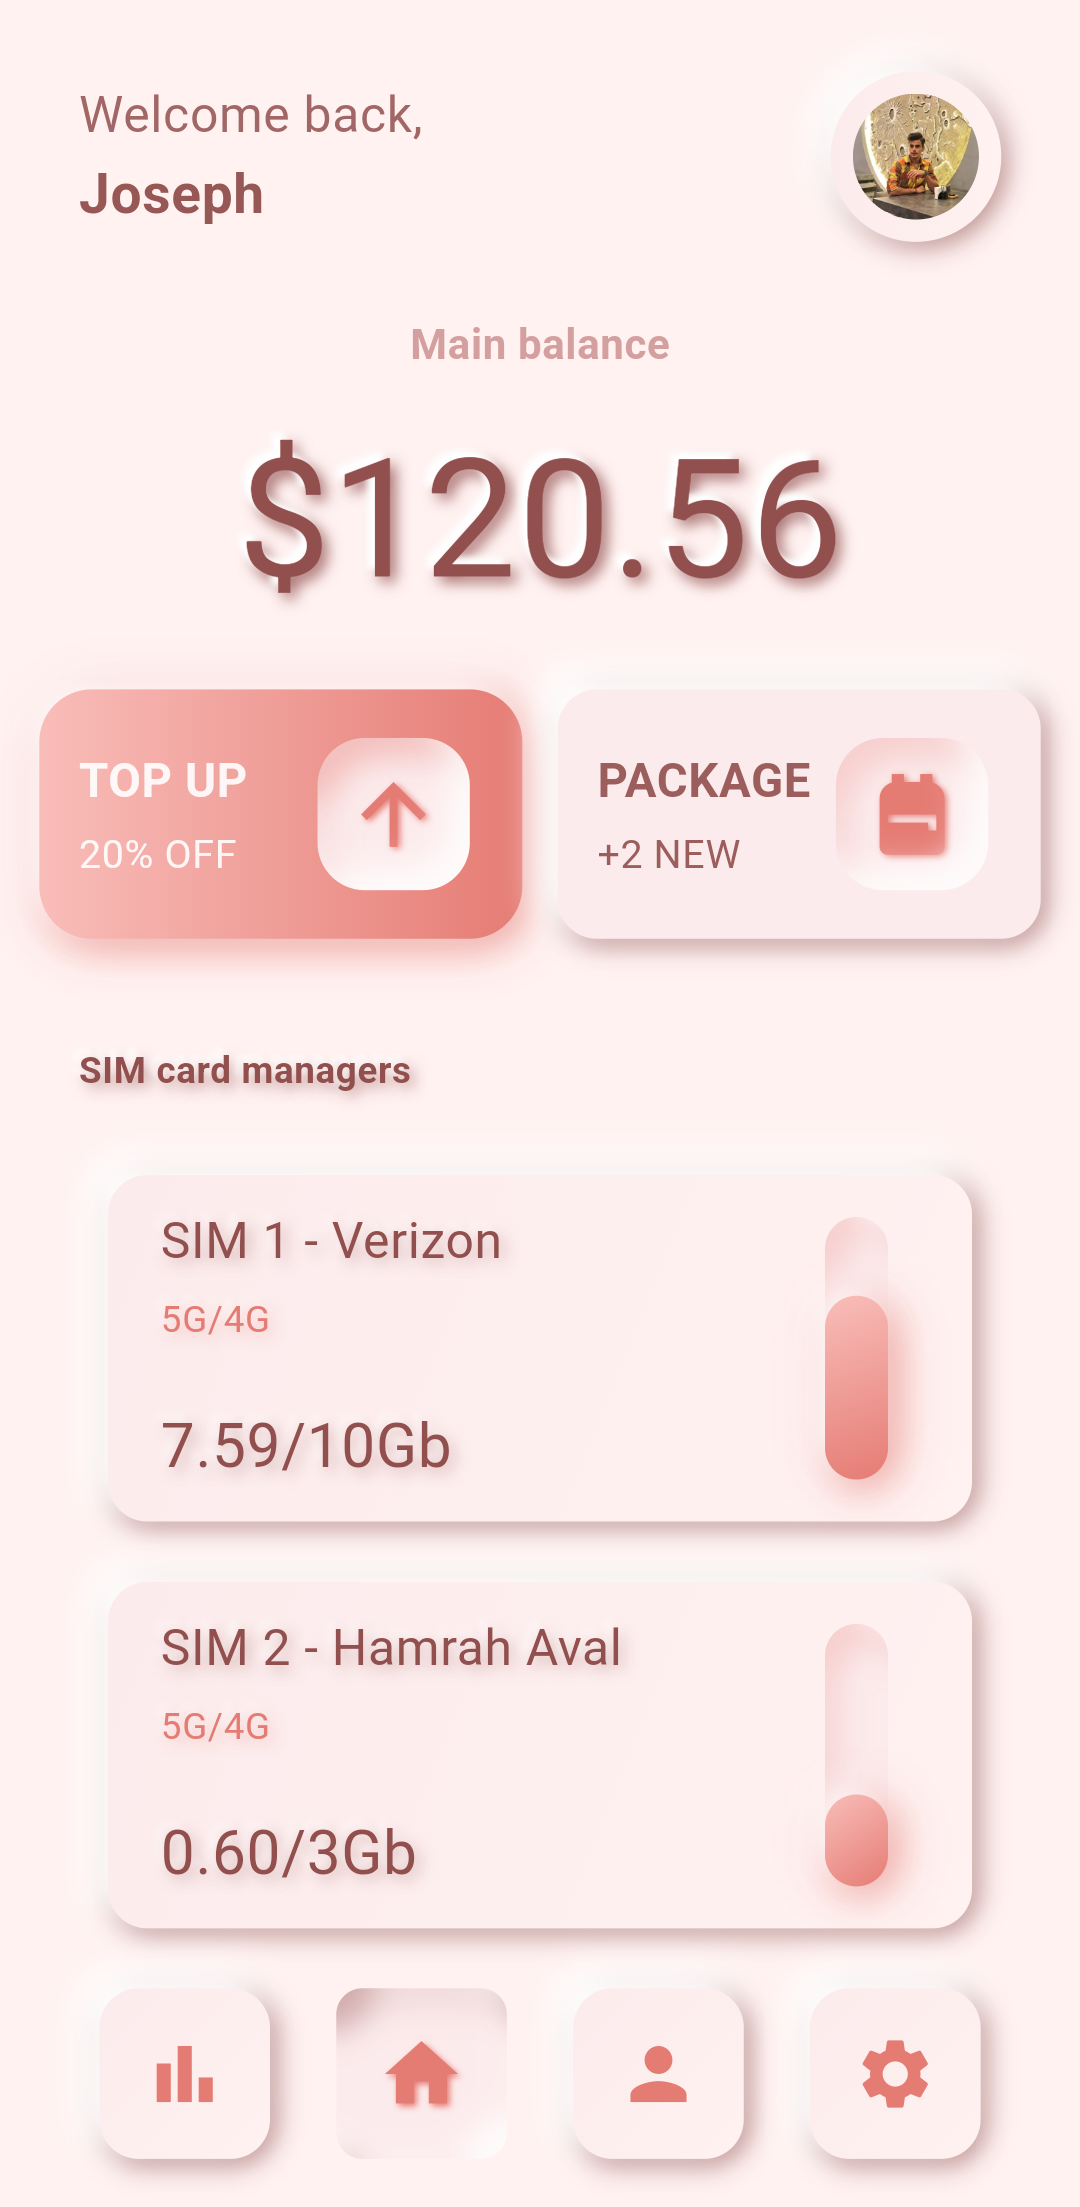 Welcome back,
Joseph
Main balance
$120.56
TOP UP
20% OFF
PACKAGE
+2 NEW
SIM card managers
SIM 1 - Verizon
5G/4G
7.59/10Gb
SIM 2 - Hamrah Aval
5G/4G
0.60/3Gb